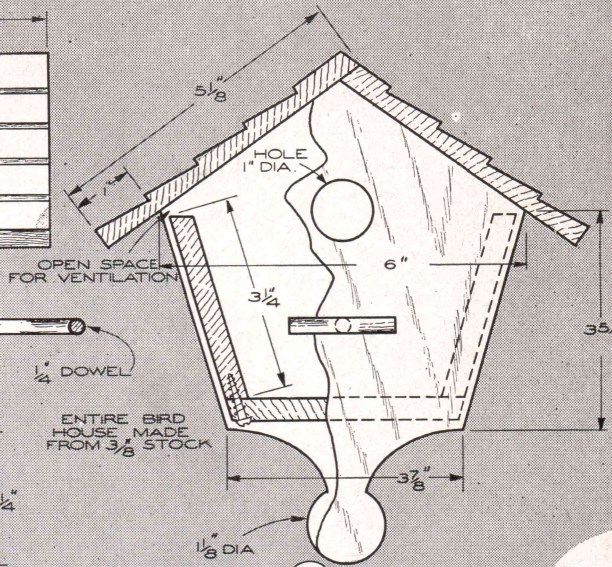 5 1/8
1"
HOLE
1" DIA.
OPEN SPACE
FOR VENTILATION
6"
3 1/4"
1/4" DOWEL
ENTIRE BIRD
HOUSE MADE
FROM 3/8" STOCK
3 7/8"
1 1/8" DIA